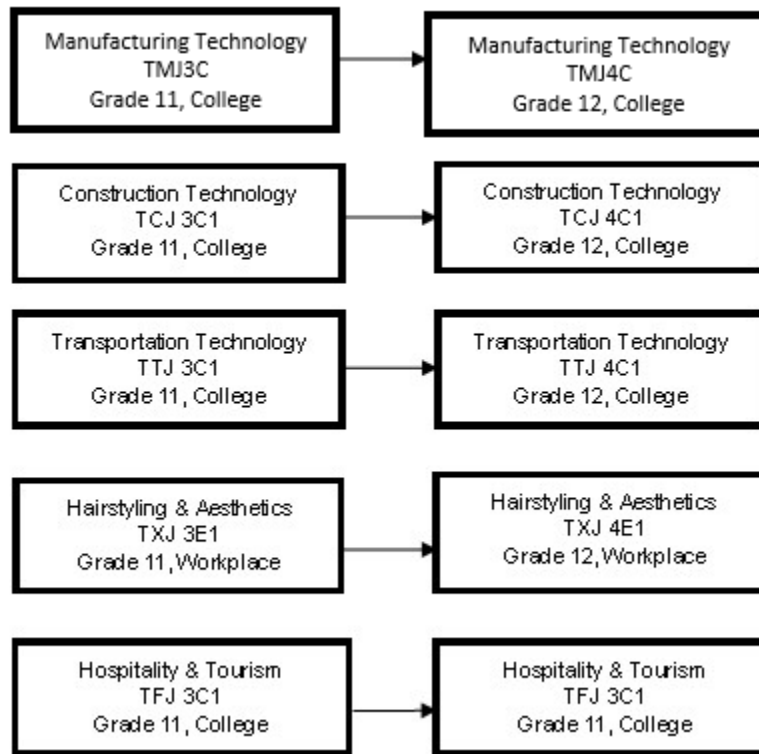 Manufacturing Technology
TMJ3C
Grade 11, College
Manufacturing Technology
TMJ4C
Grade 12, College
Construction Technology
TCJ 3C1
Grade 11, College
Construction Technology
TCJ 4C1
Grade 12, College
Transportation Technology
TTJ 3C1
Grade 11, College
Transportation Technology
TTJ 4C1
Grade 12, College
Hairstyling & Aesthetics
TXJ 3E1
Grade 11, Workplace
Hairstyling & Aesthetics
TXJ 4E1
Grade 12, Workplace
Hospitality & Tourism
TFJ 3C1
Grade 11, College
Hospitality & Tourism
TFJ 3C1
Grade 11, College